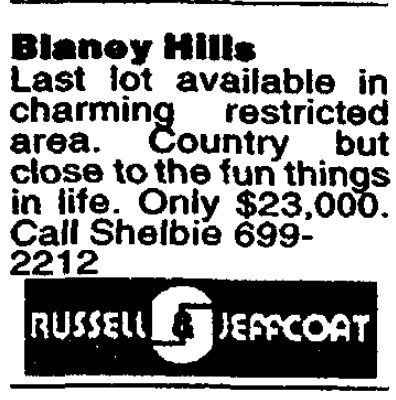 Blaney Hills
Last lot available in
charming restricted
area. Country but
close to the fun things
in life. Only $23,000.
Call Shelbie 699-
2212
RUSSELL & JEFFCOAT